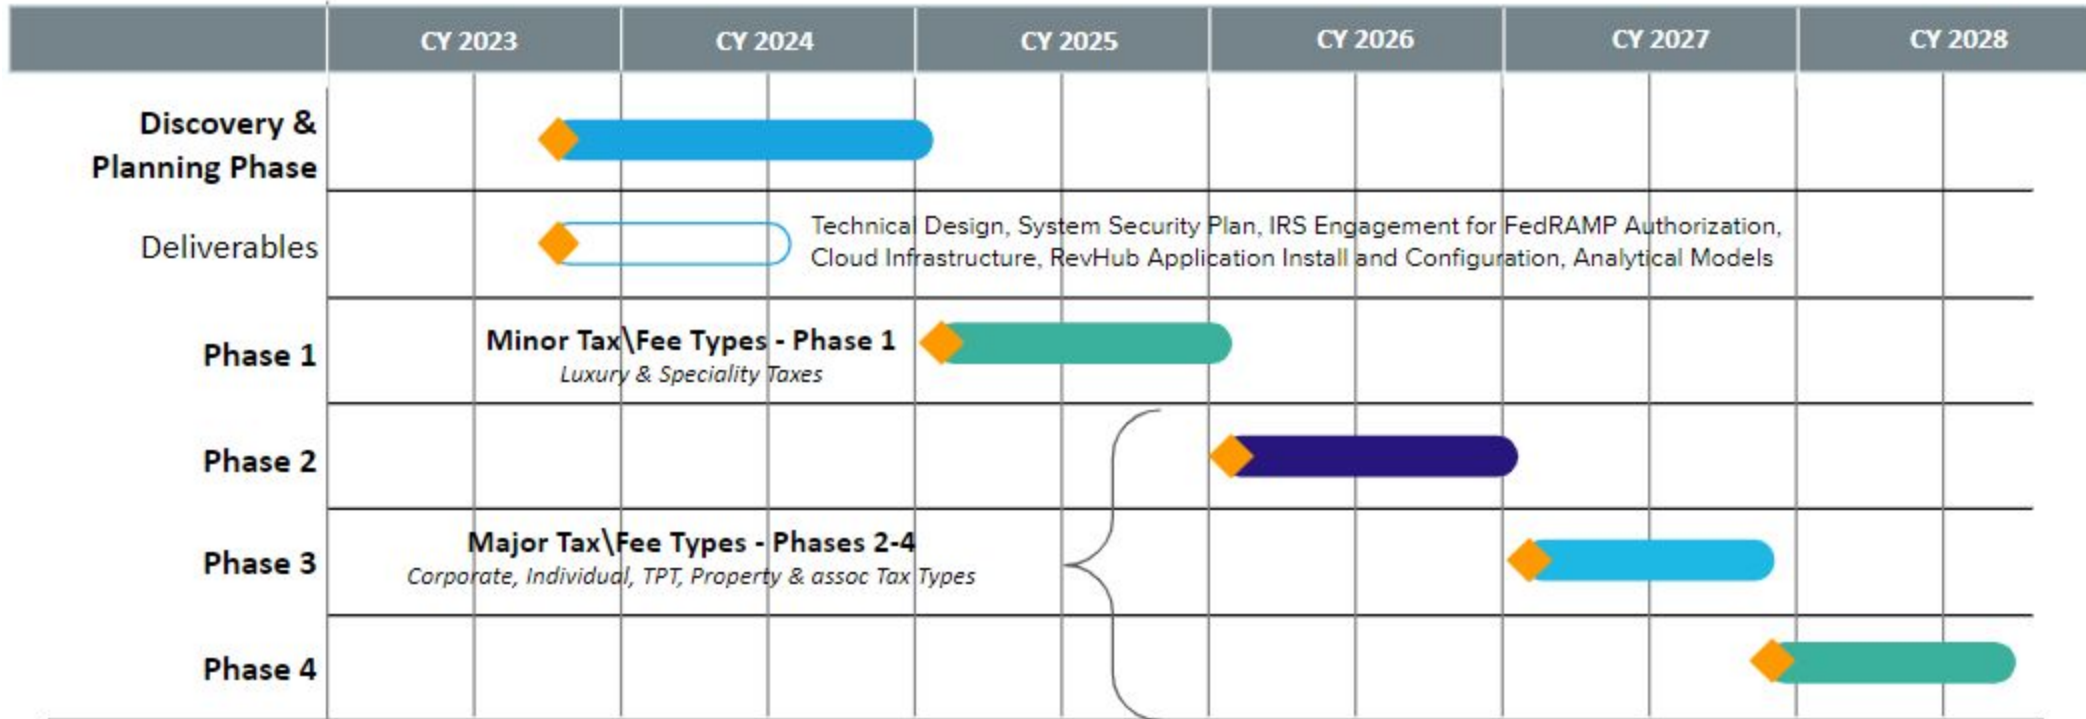 CY 2023 CY 2024 CY 2025 CY 2026 CY 2027 CY 2028
Discovery &
Planning Phase
Deliverables
Technical Design, System Security Plan, IRS Engagement for FedRAMP Authorization,
Cloud Infrastructure, RevHub Application Install and Configuration, Analytical Models
Phase 1
Minor Tax\Fee Types - Phase 1
Luxury & Speciality Taxes
Phase 2
Phase 3
Major Tax\Fee Types - Phases 2-4
Corporate, Individual, TPT, Property & assoc Tax Types
Phase 4